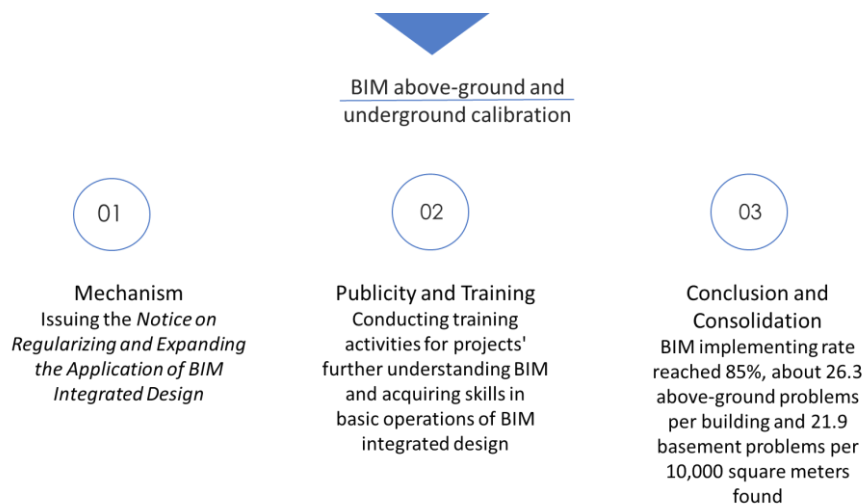 BIM above-ground and
underground calibration
01
Mechanism
Issuing the Notice on
Regularizing and Expanding
the Application of BIM
Integrated Design
02
Publicity and Training
Conducting training
activities for projects'
further understanding BIM
and acquiring skills in
basic operations of BIM
integrated design
03
Conclusion and
Consolidation
BIM implementing rate
reached 85%, about 26.3
above-ground problems
per building and 21.9
basement problems per
10,000 square meters
found